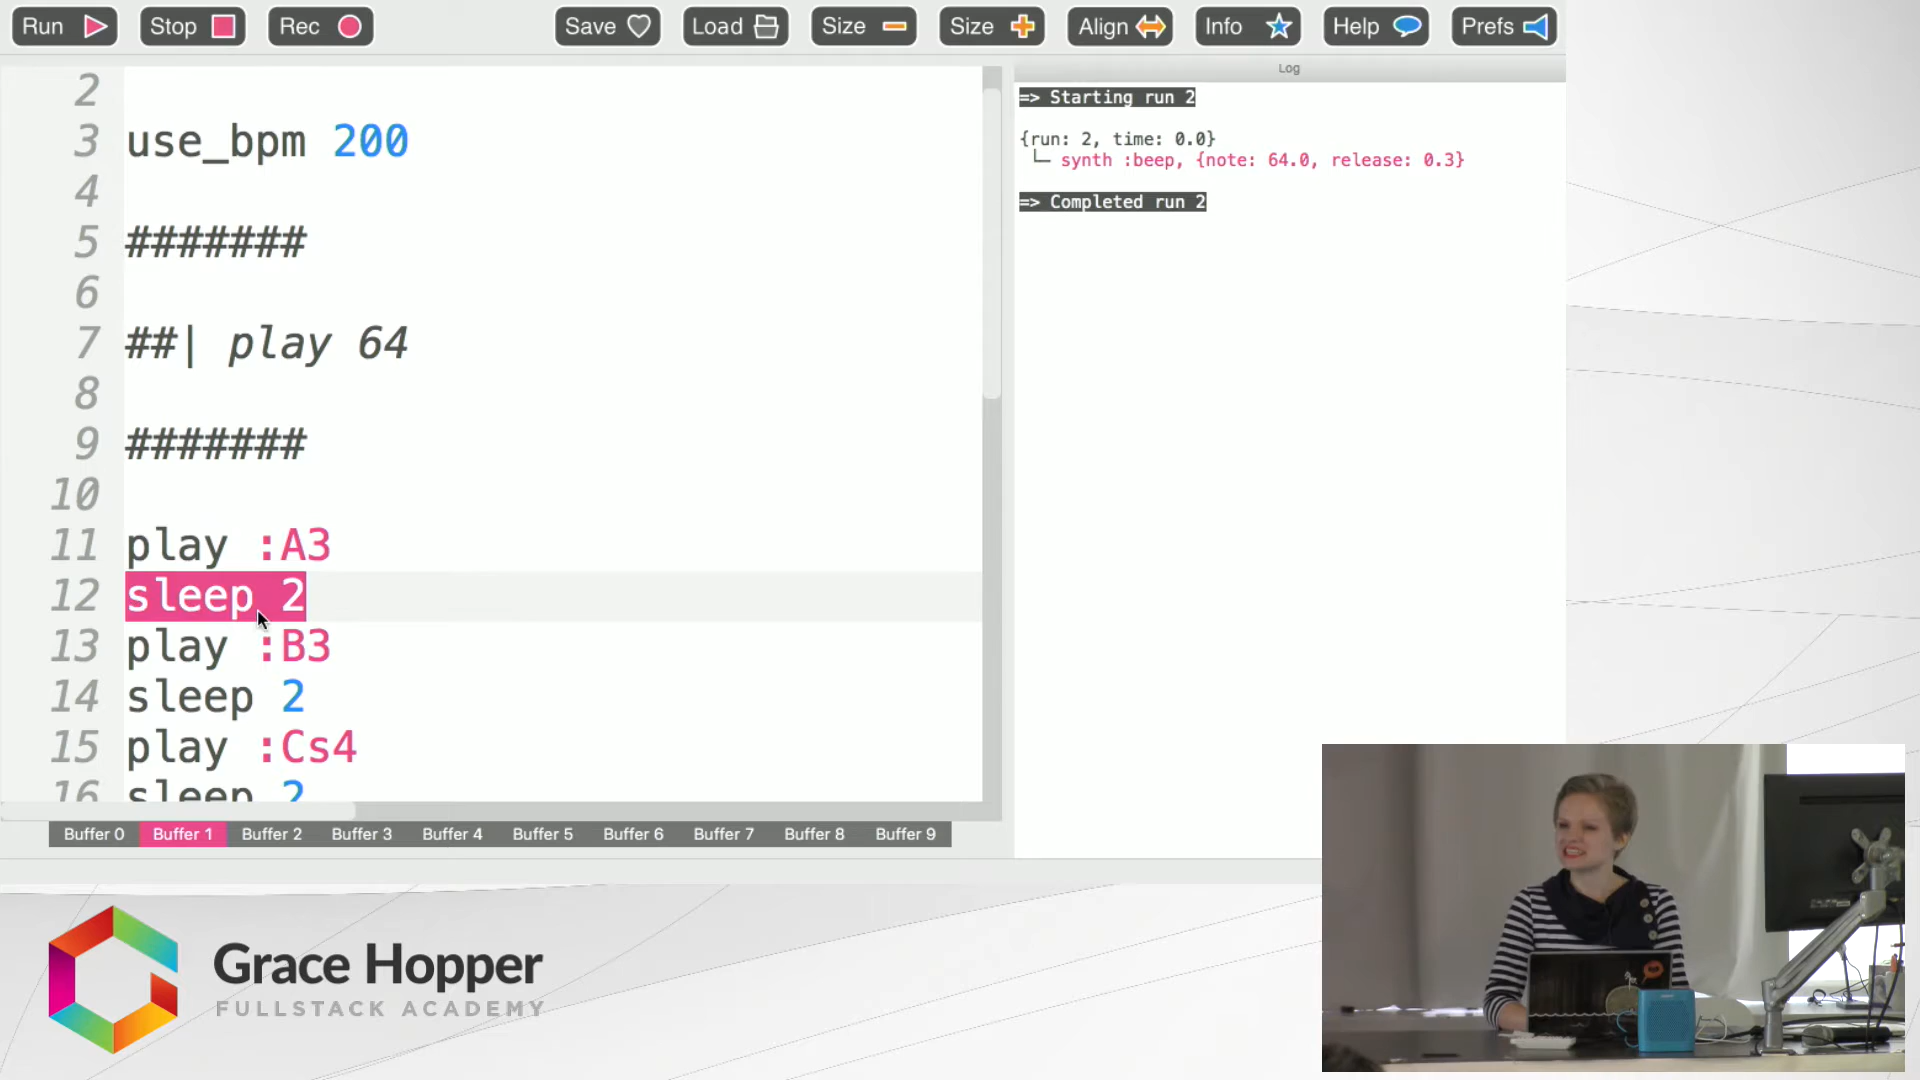 Run Stop Rec Save Load Size Size Align Info Help Prefs
Log
2
3 use_bpm 200
4
5 #######
6
7 ##| play 64
8
9 #######
10
11 play :A3
12 sleep 2
13 play :B3
14 sleep 2
15 play :Cs4
16 sleep 2
=> Starting run 2
{run: 2, time: 0.0}
└─ synth :beep, {note: 64.0, release: 0.3}
=> Completed run 2
Buffer 0 Buffer 1 Buffer 2 Buffer 3 Buffer 4 Buffer 5 Buffer 6 Buffer 7 Buffer 8 Buffer 9
Grace Hopper
FULLSTACK ACADEMY